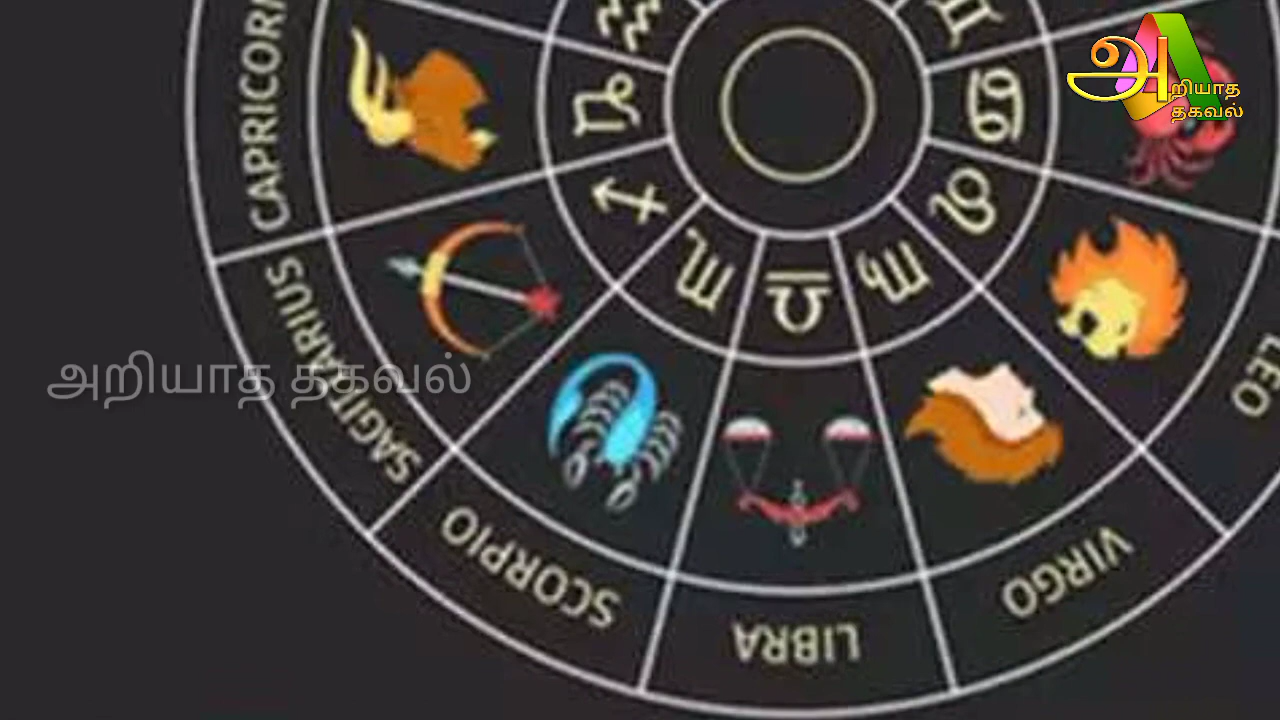 அறியாத
தகவல்
CAPRICORN
SAGITTARIUS
அறியாத தகவல்
SCORPIO
LIBRA
VIRGO
LEO